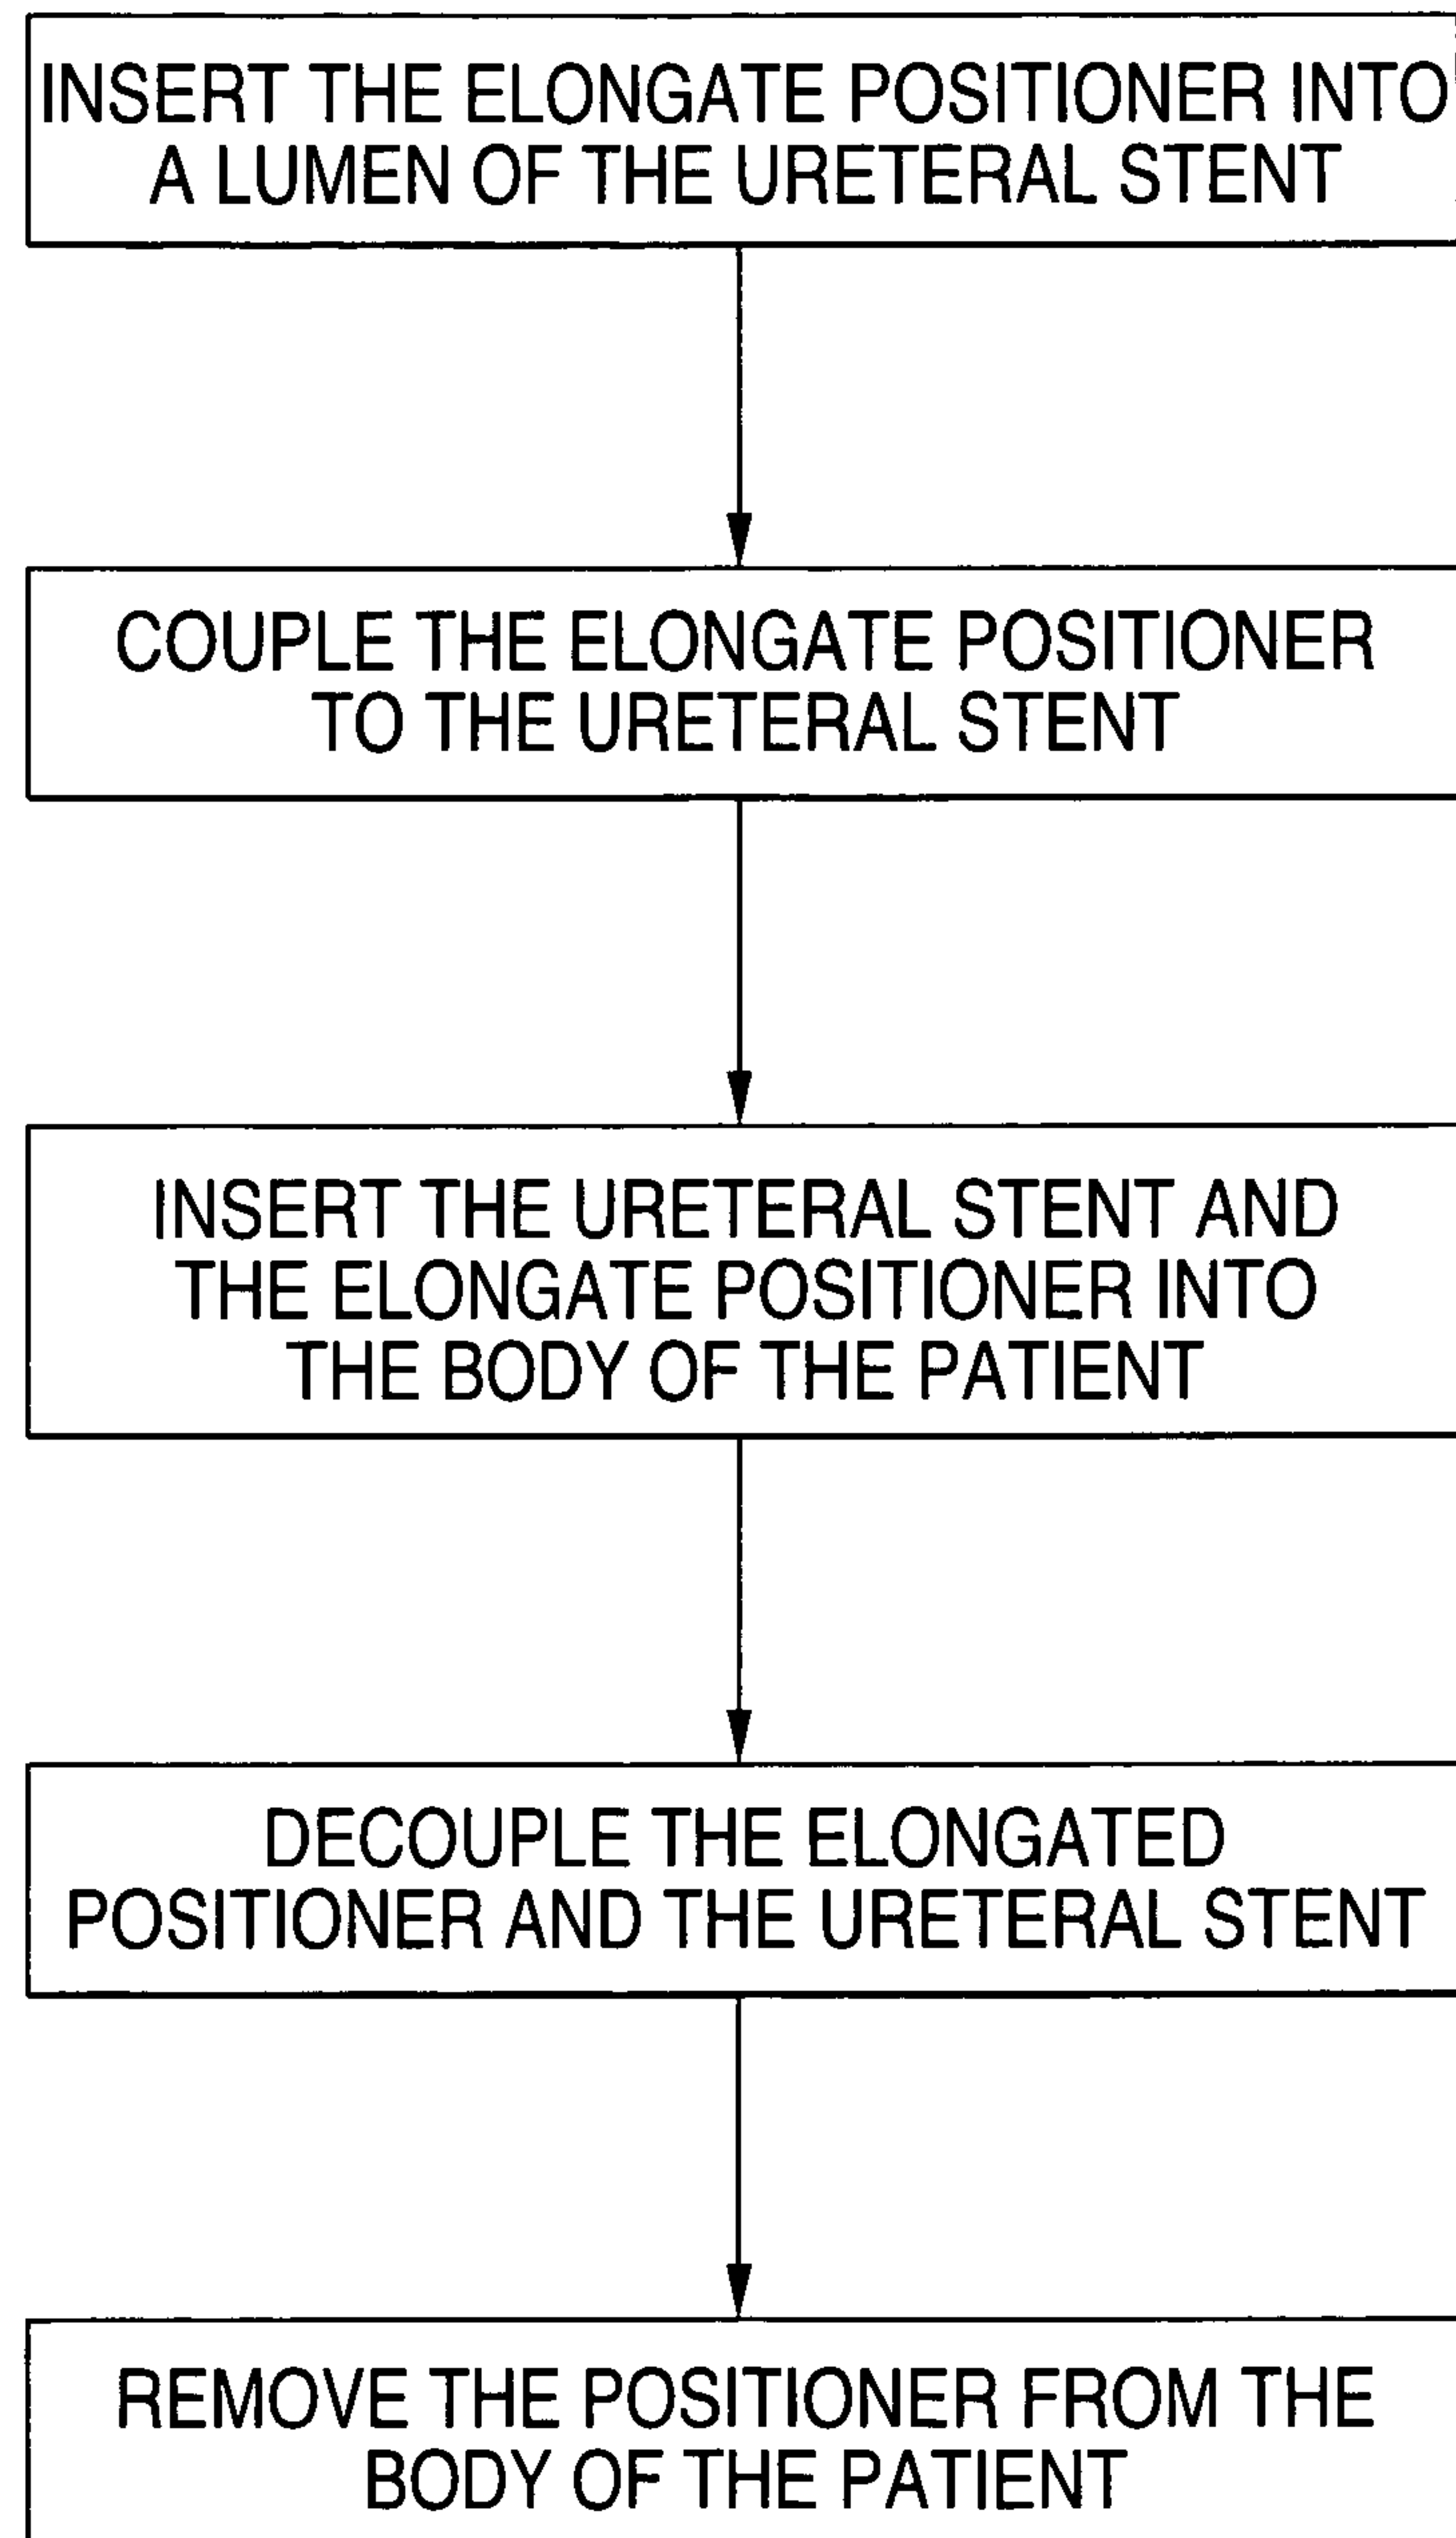 INSERT THE ELONGATE POSITIONER INTO
A LUMEN OF THE URETERAL STENT
COUPLE THE ELONGATE POSITIONER
TO THE URETERAL STENT
INSERT THE URETERAL STENT AND
THE ELONGATE POSITIONER INTO
THE BODY OF THE PATIENT
DECOUPLE THE ELONGATED
POSITIONER AND THE URETERAL STENT
REMOVE THE POSITIONER FROM THE
BODY OF THE PATIENT